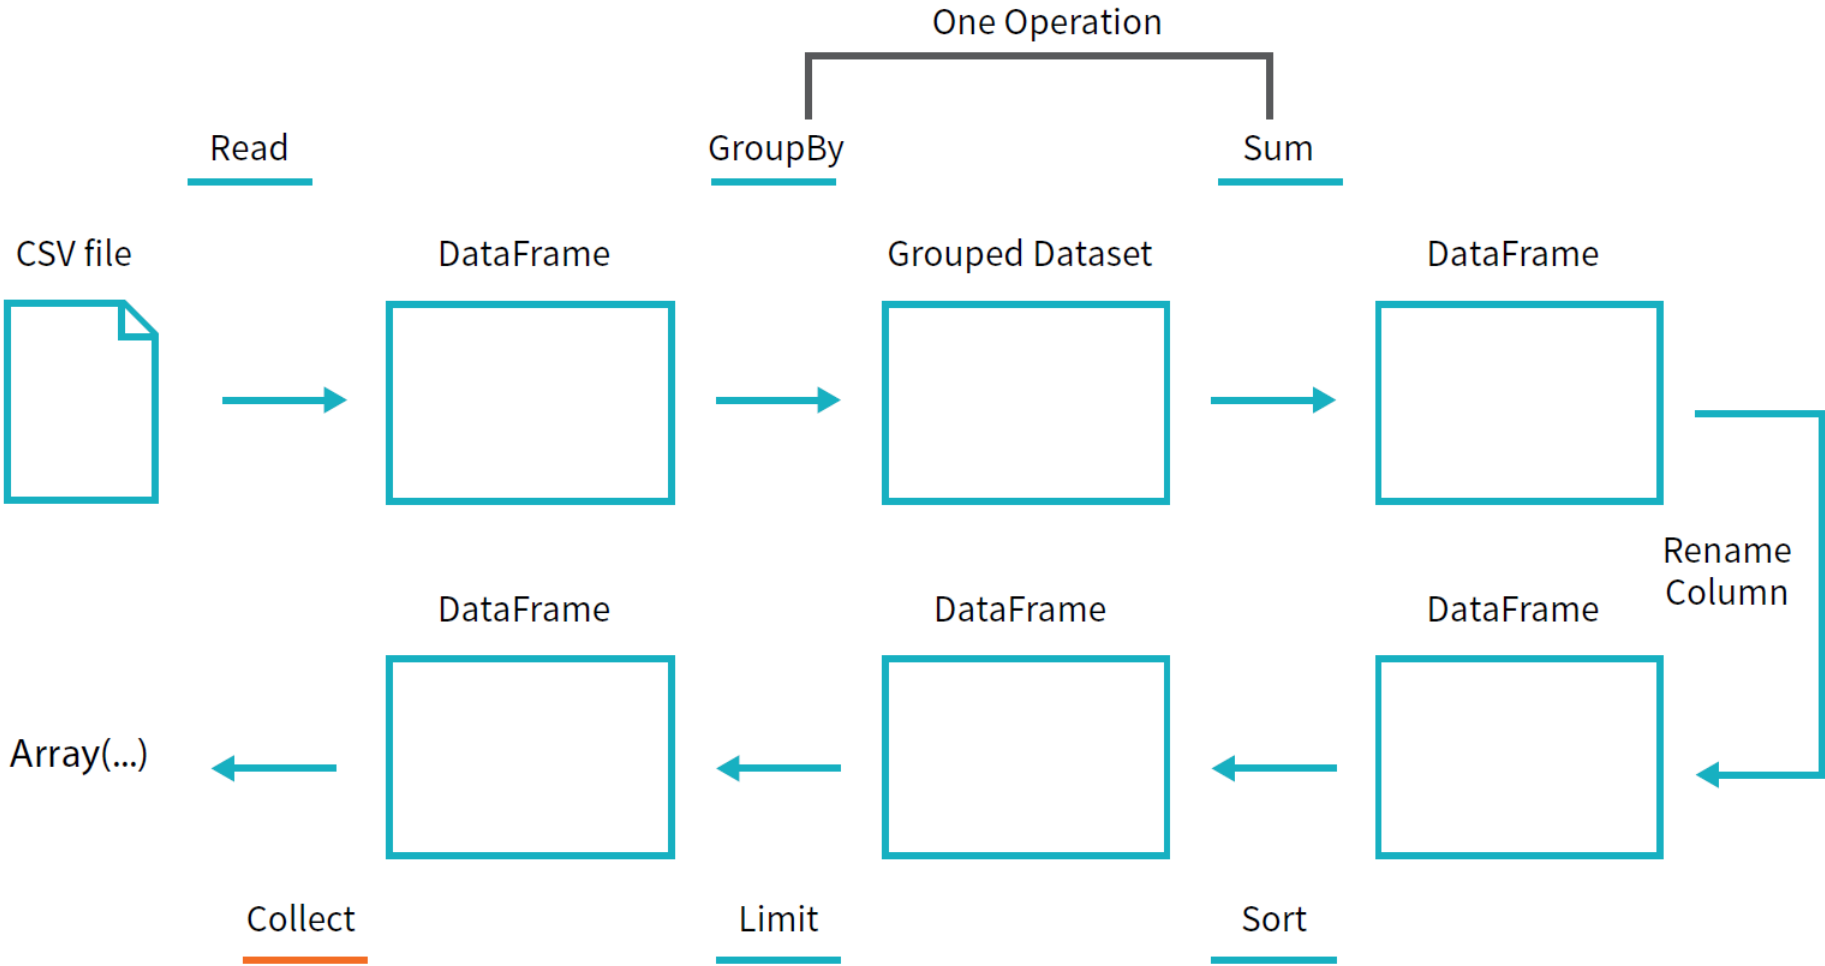 One Operation
Read
GroupBy
Sum
CSV file
DataFrame
Grouped Dataset
DataFrame
Rename
Column
DataFrame
DataFrame
DataFrame
Array(...)
Collect
Limit
Sort